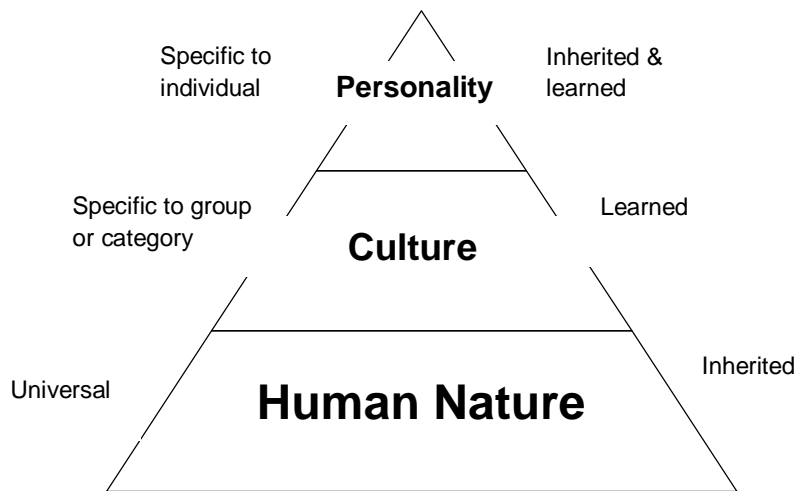 Specific to
individual
Personality
Inherited &
learned
Specific to group
or category
Culture
Learned
Universal
Human Nature
Inherited